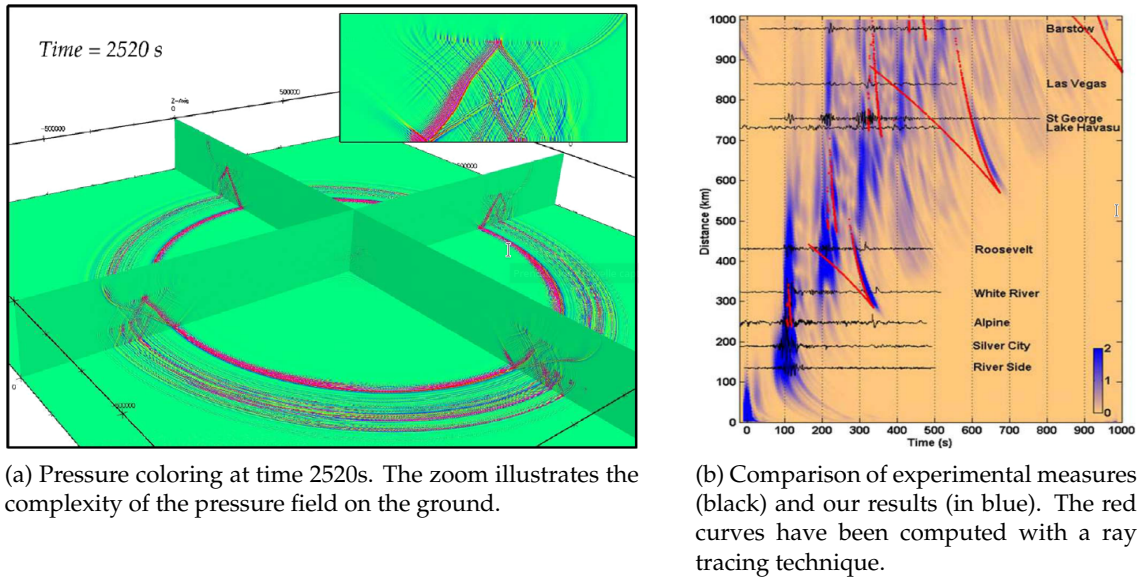 Time = 2520 s
Z-Axis
0
500000
-500000
0
(a) Pressure coloring at time 2520s. The zoom illustrates the
complexity of the pressure field on the ground.
1000
900
800
700
600
500
400
300
200
100
0
Distance (km)
Barstow
Las Vegas
St George
Lake Havasu
Roosevelt
White River
Alpine
Silver City
River Side
2
1
0
0 100 200 300 400 500 600 700 800 900 1000
Time (s)
(b) Comparison of experimental measures
(black) and our results (in blue). The red
curves have been computed with a ray
tracing technique.